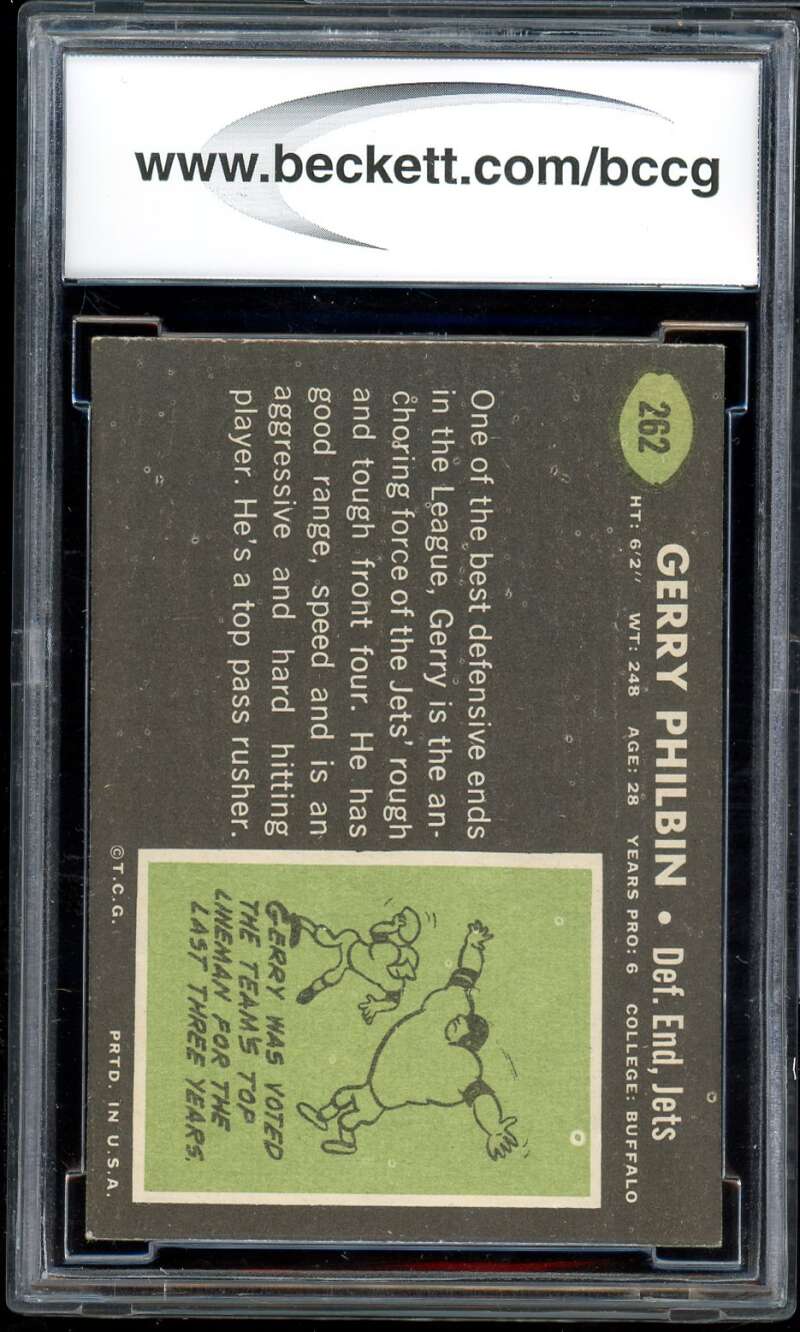 www.beckett.com/bccg
262
GERRY PHILBIN • Def. End, Jets
HT: 6'2" WT: 248 AGE: 28 YEARS PRO: 6 COLLEGE: BUFFALO
One of the best defensive ends
in the League, Gerry is the an-
choring force of the Jets' rough
and tough front four. He has
good range, speed and is an
aggressive and hard hitting
player. He's a top pass rusher.
GERRY WAS VOTED
THE TEAM'S TOP
LINEMAN FOR THE
LAST THREE YEARS.
©T.C.G. PRTD. IN U.S.A.